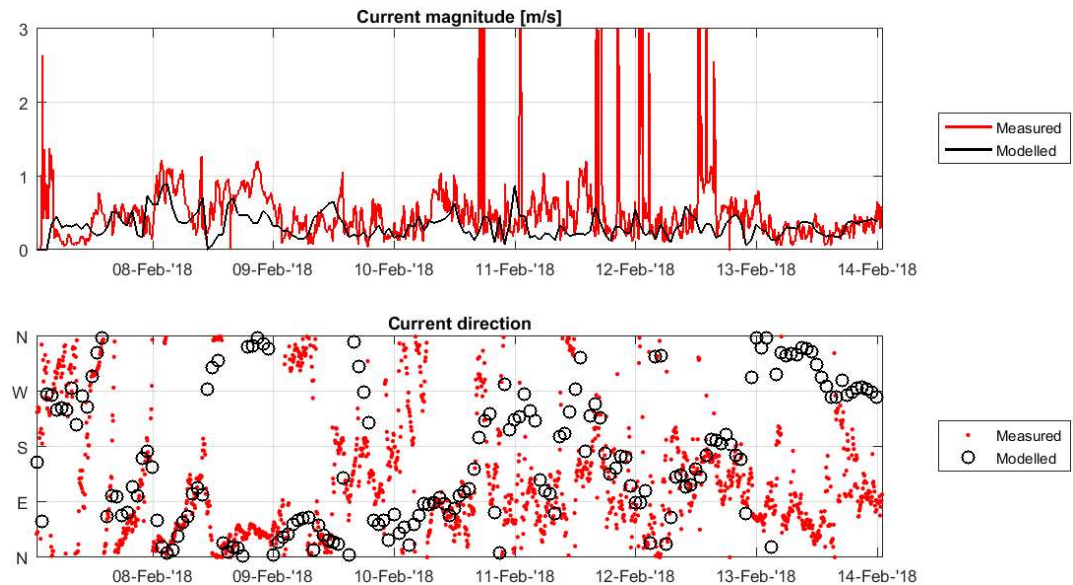 Current magnitude [m/s]
3
2
1
0
08-Feb-'18 09-Feb-'18 10-Feb-'18 11-Feb-'18 12-Feb-'18 13-Feb-'18 14-Feb-'18
Measured
Modelled
Current direction
N
W
S
E
N
08-Feb-'18 09-Feb-'18 10-Feb-'18 11-Feb-'18 12-Feb-'18 13-Feb-'18 14-Feb-'18
Measured
Modelled